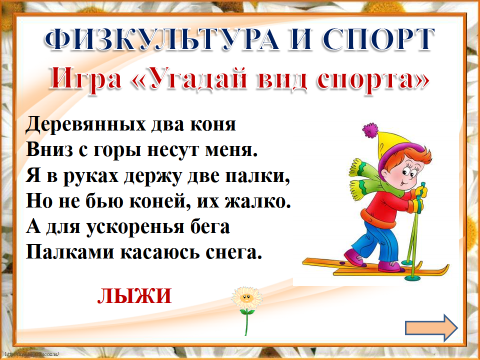 ФИЗКУЛЬТУРА И СПОРТ
Игра «Угадай вид спорта»
Деревянных два коня
Вниз с горы несут меня.
Я в руках держу две палки,
Но не бью коней, их жалко.
А для ускоренья бега
Палками касаюсь снега.
ЛЫЖИ